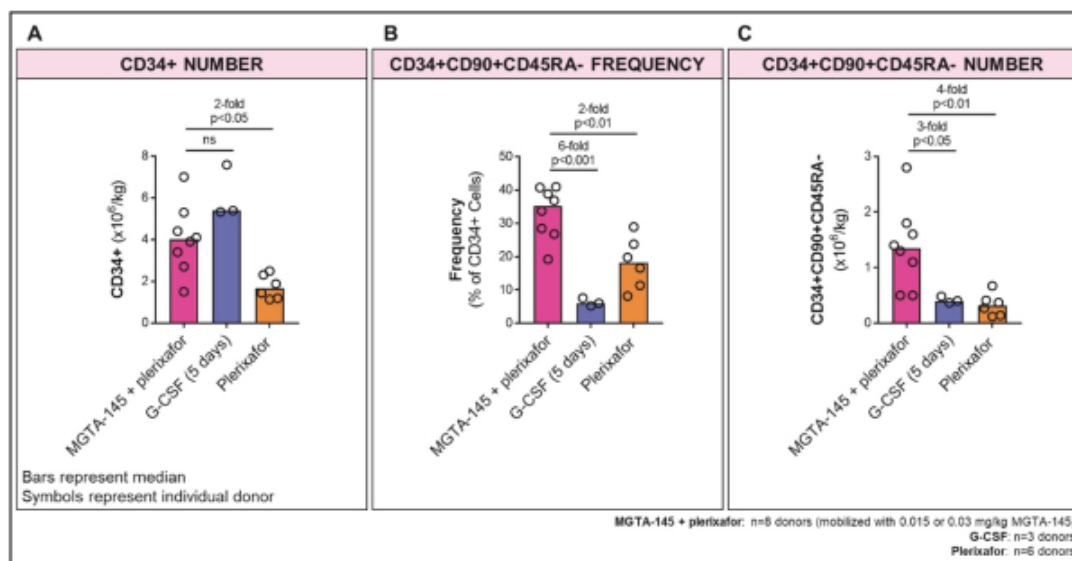 A
CD34+ NUMBER
2-fold
p<0.05
ns
CD34+ (x10⁶/kg)
8
6
4
2
0
MGTA-145 + plerixafor
G-CSF (5 days)
Plerixafor
Bars represent median
Symbols represent individual donor
B
CD34+CD90+CD45RA- FREQUENCY
2-fold
p<0.01
6-fold
p<0.001
Frequency
(% of CD34+ Cells)
50
40
30
20
10
0
MGTA-145 + plerixafor
G-CSF (5 days)
Plerixafor
C
CD34+CD90+CD45RA- NUMBER
4-fold
p<0.01
3-fold
p<0.05
CD34+CD90+CD45RA-
(x10⁶/kg)
3
2
1
0
MGTA-145 + plerixafor
G-CSF (5 days)
Plerixafor
MGTA-145 + plerixafor: n=8 donors (mobilized with 0.015 or 0.03 mg/kg MGTA-145)
G-CSF: n=3 donors
Plerixafor: n=6 donors